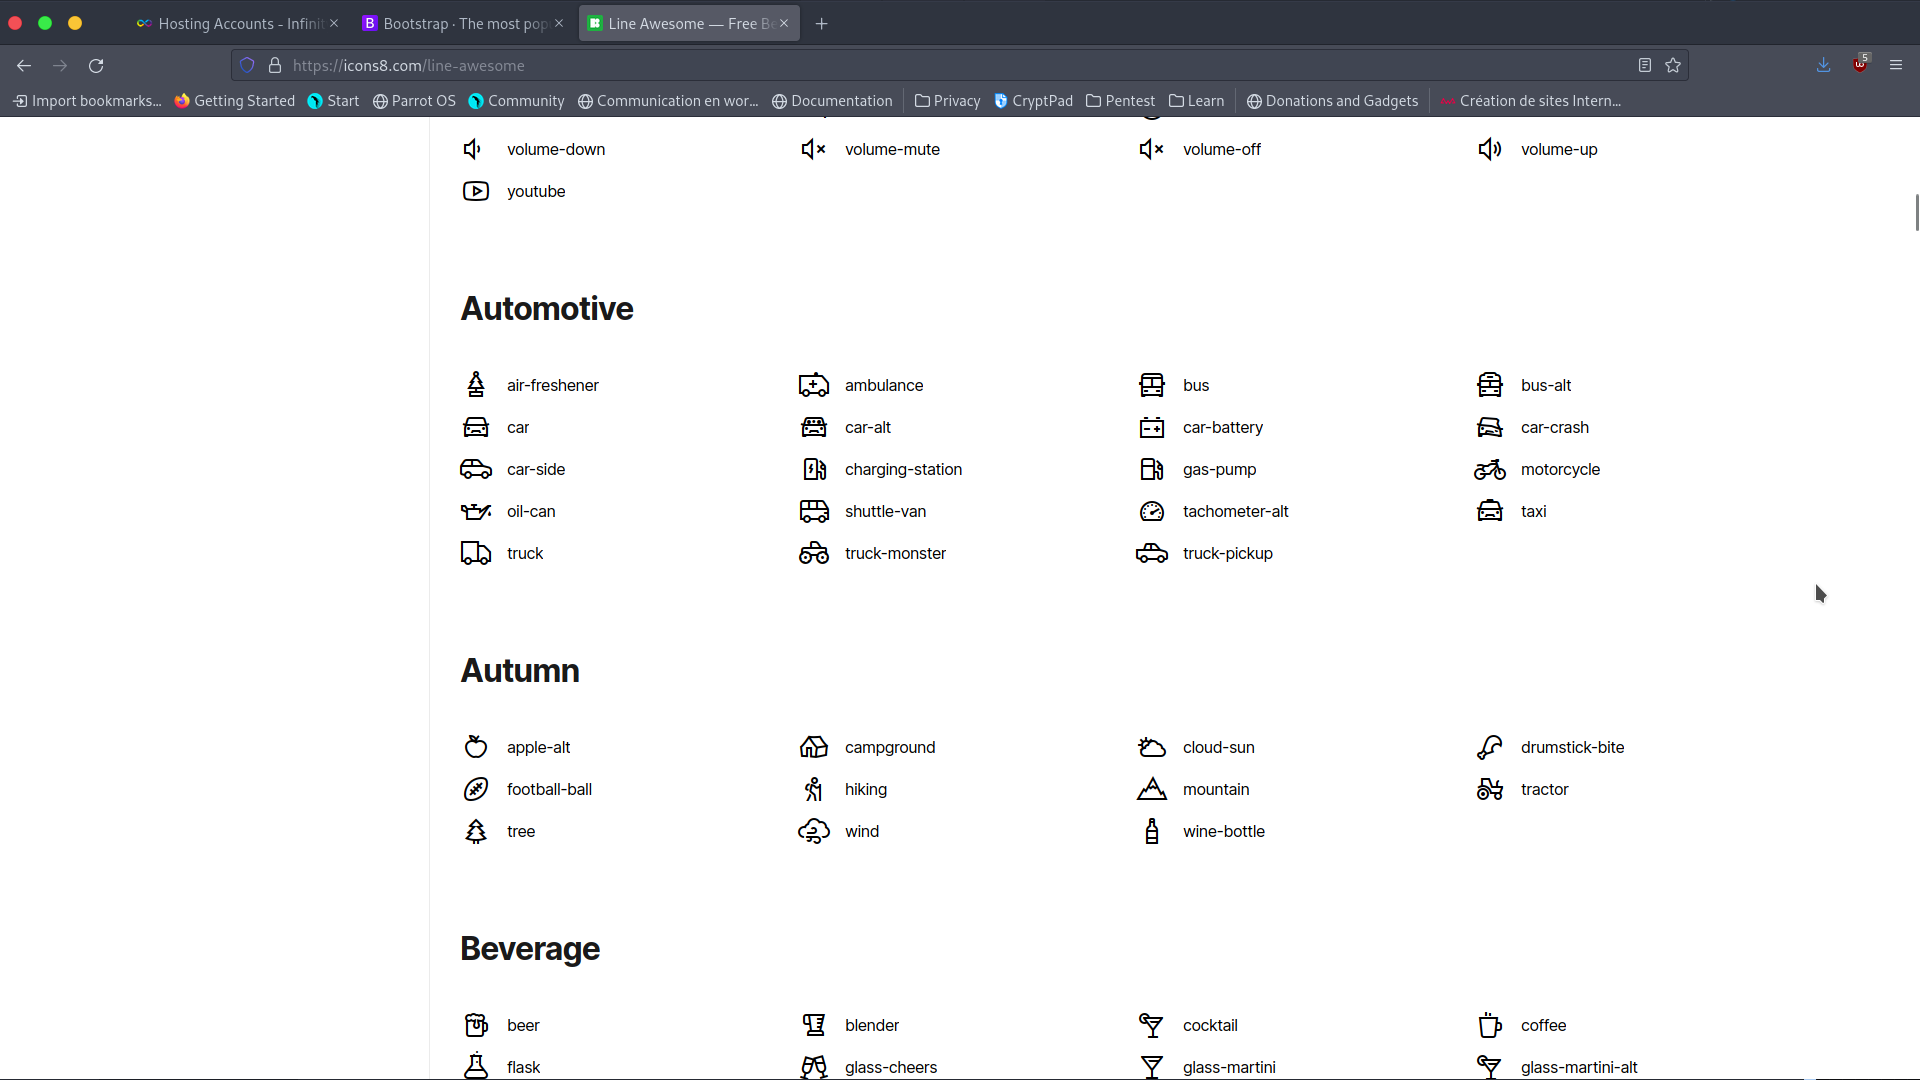 Hosting Accounts - Infinit
Bootstrap · The most pop
Line Awesome — Free Be
https://icons8.com/line-awesome
5
Import bookmarks...
Getting Started
Start
Parrot OS
Community
Communication en wor...
Documentation
Privacy
CryptPad
Pentest
Learn
Donations and Gadgets
Création de sites Intern...
volume-down
volume-mute
volume-off
volume-up
youtube
Automotive
air-freshener
ambulance
bus
bus-alt
car
car-alt
car-battery
car-crash
car-side
charging-station
gas-pump
motorcycle
oil-can
shuttle-van
tachometer-alt
taxi
truck
truck-monster
truck-pickup
Autumn
apple-alt
campground
cloud-sun
drumstick-bite
football-ball
hiking
mountain
tractor
tree
wind
wine-bottle
Beverage
beer
blender
cocktail
coffee
flask
glass-cheers
glass-martini
glass-martini-alt